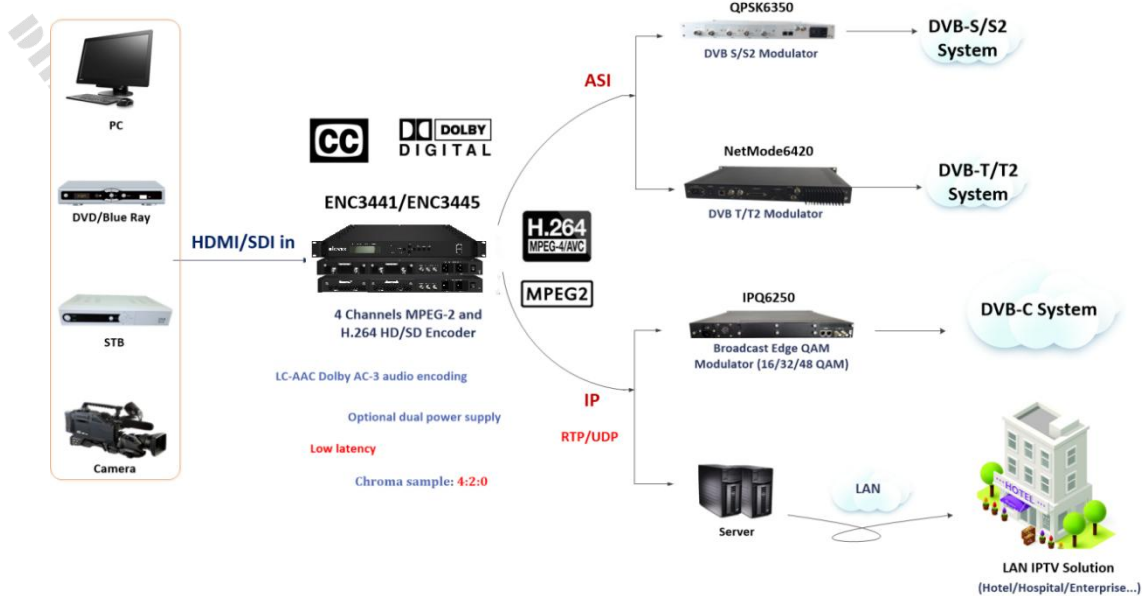 PC
DVD/Blue Ray
STB
Camera
HDMI/SDI in
CC
DOLBY
DIGITAL
ENC3441/ENC3445
4 Channels MPEG-2 and
H.264 HD/SD Encoder
LC-AAC Dolby AC-3 audio encoding
Optional dual power supply
Low latency
Chroma sample: 4:2:0
H.264
MPEG-4/AVC
MPEG2
ASI
IP
RTP/UDP
QPSK6350
DVB S/S2 Modulator
DVB-S/S2
System
NetMode6420
DVB T/T2 Modulator
DVB-T/T2
System
IPQ6250
Broadcast Edge QAM
Modulator (16/32/48 QAM)
DVB-C System
Server
LAN
HOTEL
LAN IPTV Solution
(Hotel/Hospital/Enterprise...)